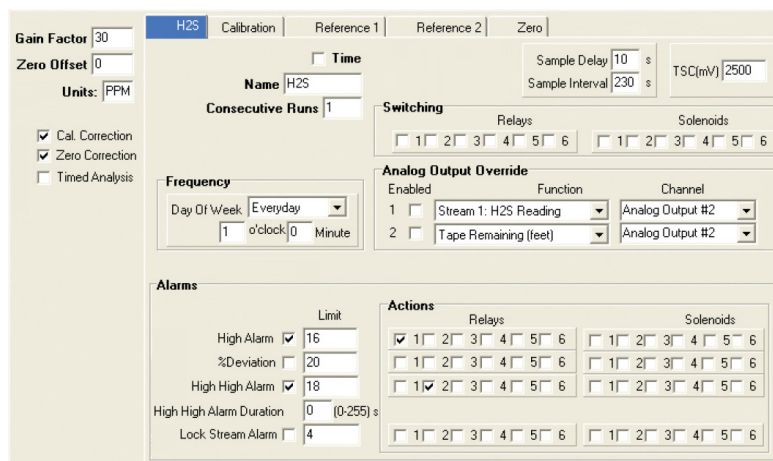 Gain Factor 30
Zero Offset 0
Units: PPM
Cal. Correction
Zero Correction
Timed Analysis
H2S Calibration Reference 1 Reference 2 Zero
Time
Name H2S
Consecutive Runs 1
Sample Delay 10 s
Sample Interval 230 s
TSC(mV) 2500
Switching
Relays Solenoids
1 2 3 4 5 6 1 2 3 4 5 6
Frequency
Day Of Week Everyday
1 o'clock 0 Minute
Analog Output Override
Enabled Function Channel
1 Stream 1: H2S Reading Analog Output #2
2 Tape Remaining (feet) Analog Output #2
Alarms
Limit
Actions
Relays Solenoids
High Alarm 16 1 2 3 4 5 6 1 2 3 4 5 6
%Deviation 20 1 2 3 4 5 6 1 2 3 4 5 6
High High Alarm 18 1 2 3 4 5 6 1 2 3 4 5 6
High High Alarm Duration 0 (0-255) s
Lock Stream Alarm 4 1 2 3 4 5 6 1 2 3 4 5 6